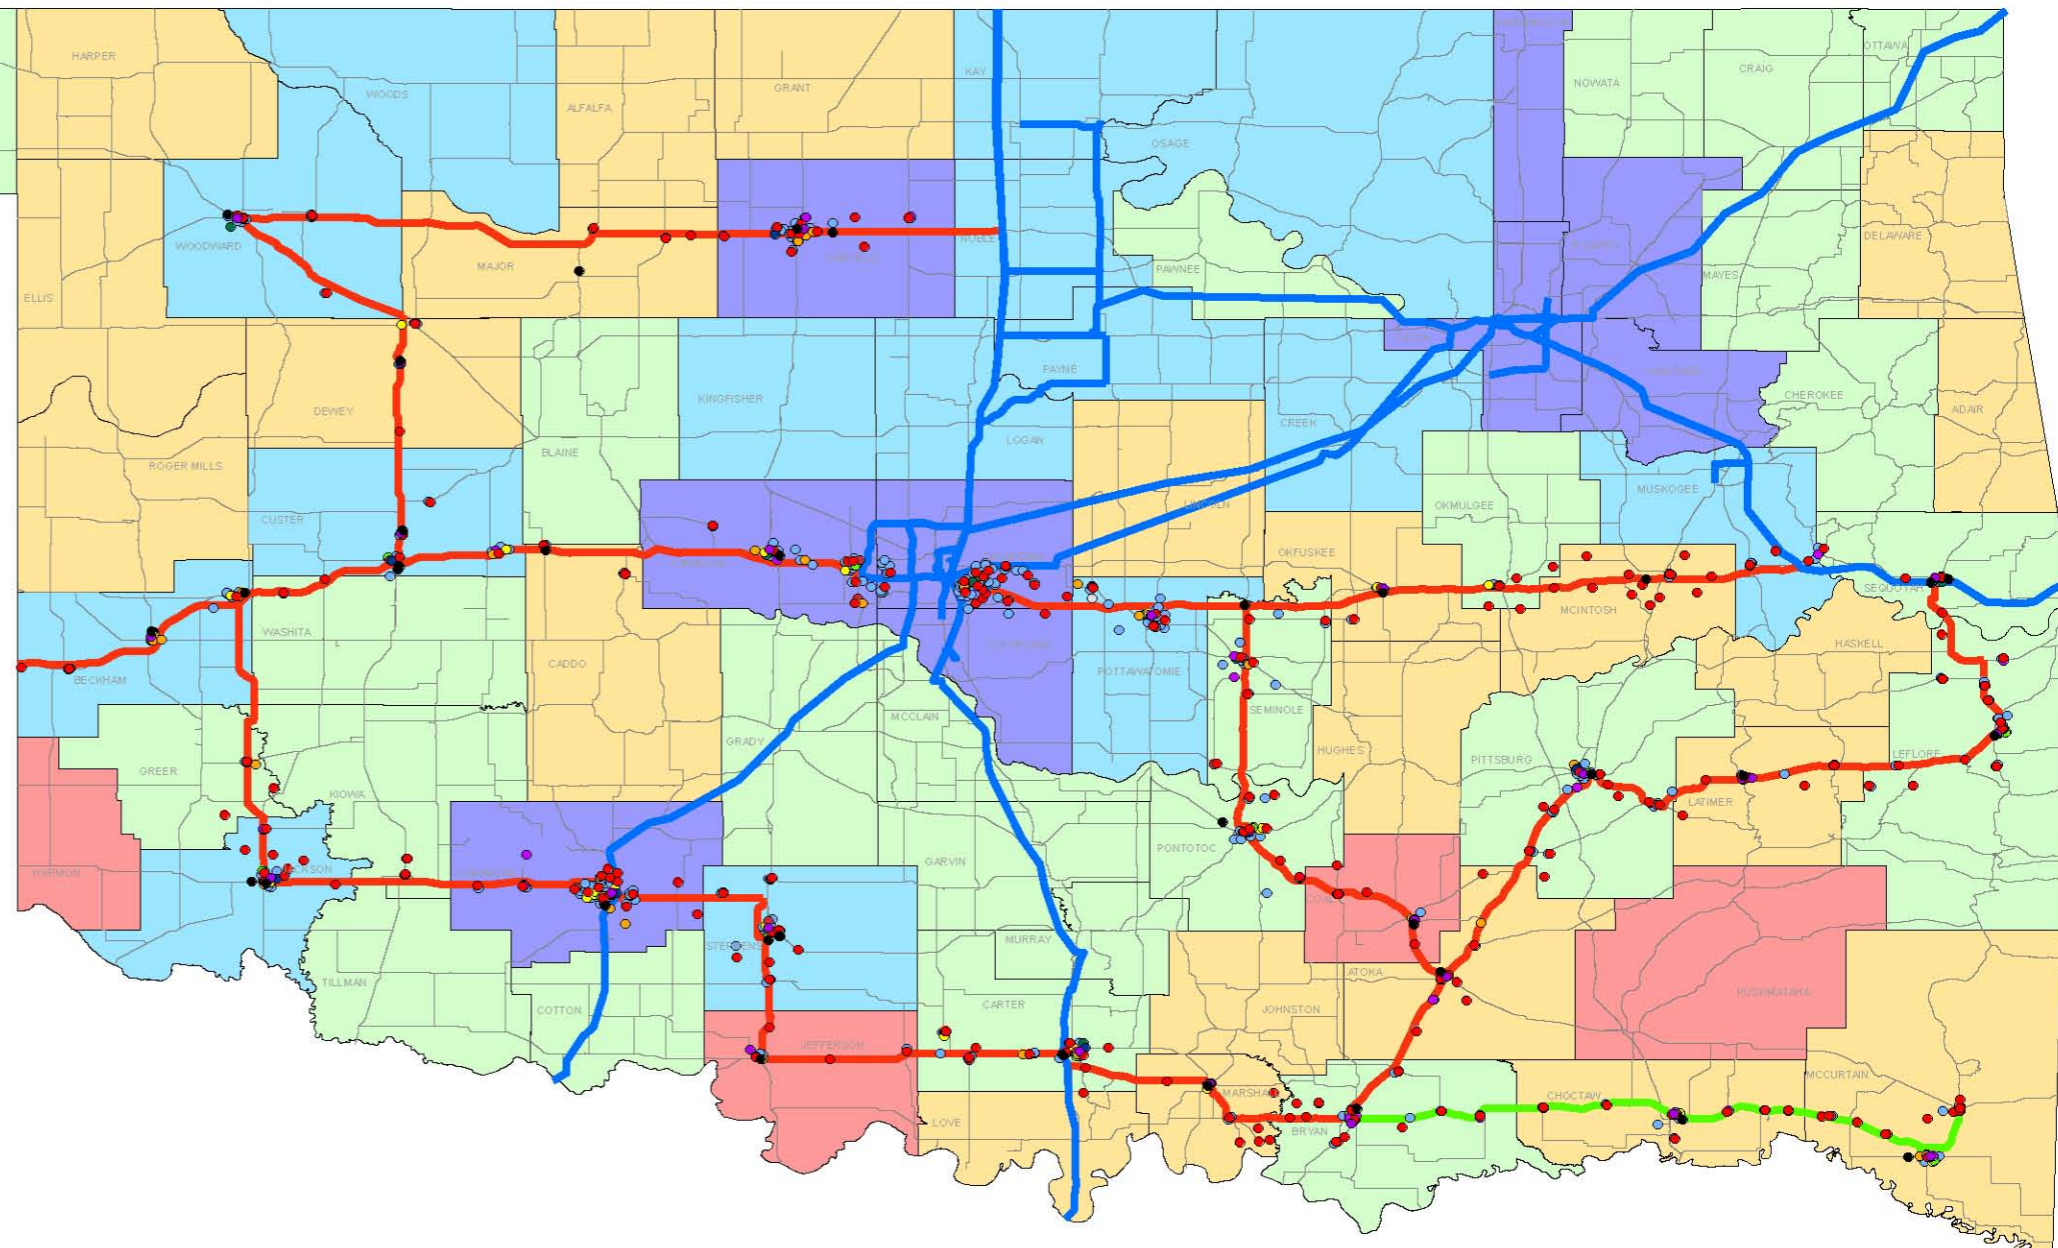 OTTAWA
HARPER
CRAIG
KAY
NOWATA
GRANT
WOODS
ALFALFA
OSAGE
DELAWARE
NOBLE
WOODWARD
MAJOR
PAWNEE
MAYES
ELLIS
PAYNE
CHEROKEE
KINGFISHER
DEWEY
ADAIR
CREEK
LOGAN
BLAINE
ROGER MILLS
MUSKOGEE
LINCOLN
OKMULGEE
CUSTER
OKFUSKEE
SEQUOYAH
MCINTOSH
WASHITA
HASKELL
CADDO
POTTAWATOMIE
BECKHAM
SEMINOLE
MCCLAIN
GRADY
HUGHES
LEFLORE
PITTSBURG
GREER
KIOWA
LATIMER
PONTOTOC
GARVIN
HARMON
JACKSON
COAL
MURRAY
STEPHENS
ATOKA
TILLMAN
PUSHMATAHA
CARTER
COTTON
JOHNSTON
JEFFERSON
MCCURTAIN
MARSHALL
CHOCTAW
LOVE
BRYAN